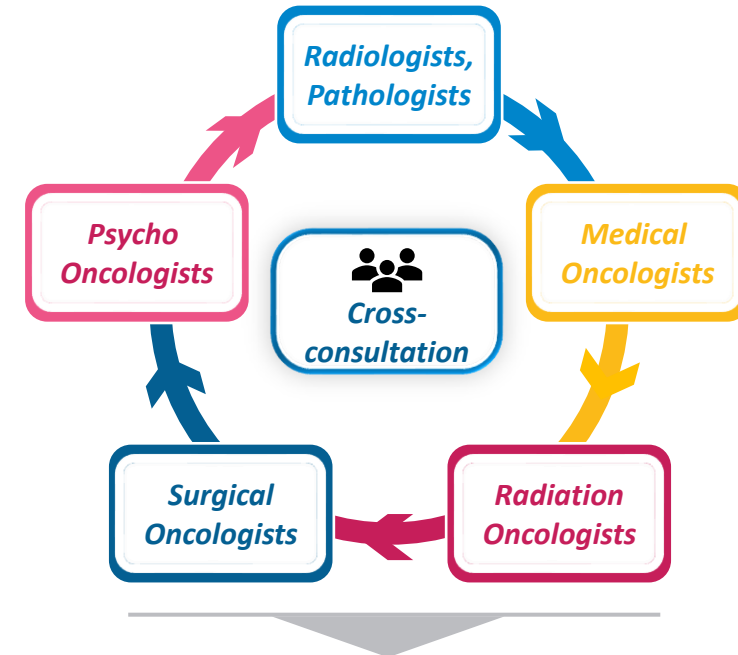 Radiologists,
Pathologists
Psycho
Oncologists
Medical
Oncologists
Cross-
consultation
Surgical
Oncologists
Radiation
Oncologists